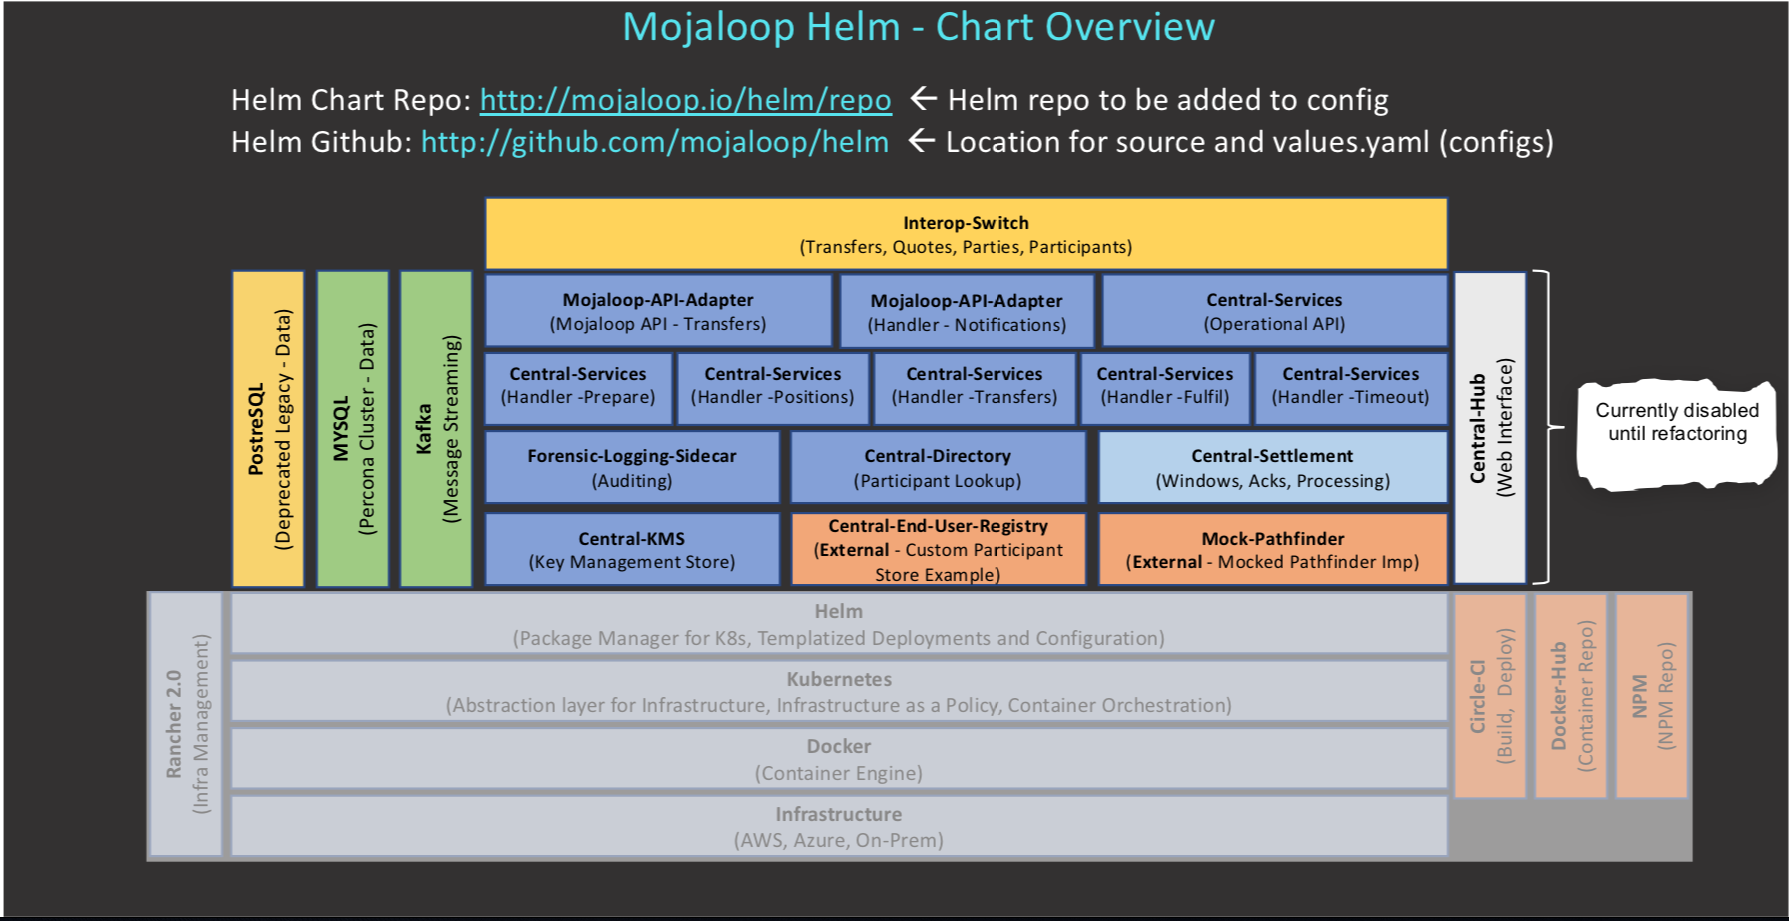 Mojaloop Helm - Chart Overview
Helm Chart Repo: http://mojaloop.io/helm/repo ← Helm repo to be added to config
Helm Github: http://github.com/mojaloop/helm ← Location for source and values.yaml (configs)
Interop-Switch
(Transfers, Quotes, Parties, Participants)
PostreSQL
(Deprecated Legacy - Data)
MYSQL
(Percona Cluster - Data)
Kafka
(Message Streaming)
Mojaloop-API-Adapter
(Mojaloop API - Transfers)
Mojaloop-API-Adapter
(Handler - Notifications)
Central-Services
(Operational API)
Central-Services
(Handler -Prepare)
Central-Services
(Handler -Positions)
Central-Services
(Handler -Transfers)
Central-Services
(Handler -Fulfil)
Central-Services
(Handler -Timeout)
Forensic-Logging-Sidecar
(Auditing)
Central-Directory
(Participant Lookup)
Central-Settlement
(Windows, Acks, Processing)
Central-KMS
(Key Management Store)
Central-End-User-Registry
(External - Custom Participant
Store Example)
Mock-Pathfinder
(External - Mocked Pathfinder Imp)
Central-Hub
(Web Interface)
Currently disabled
until refactoring
Rancher 2.0
(Infra Management)
Helm
(Package Manager for K8s, Templatized Deployments and Configuration)
Kubernetes
(Abstraction layer for Infrastructure, Infrastructure as a Policy, Container Orchestration)
Docker
(Container Engine)
Infrastructure
(AWS, Azure, On-Prem)
Circle-CI
(Build, Deploy)
Docker-Hub
(Container Repo)
NPM
(NPM Repo)